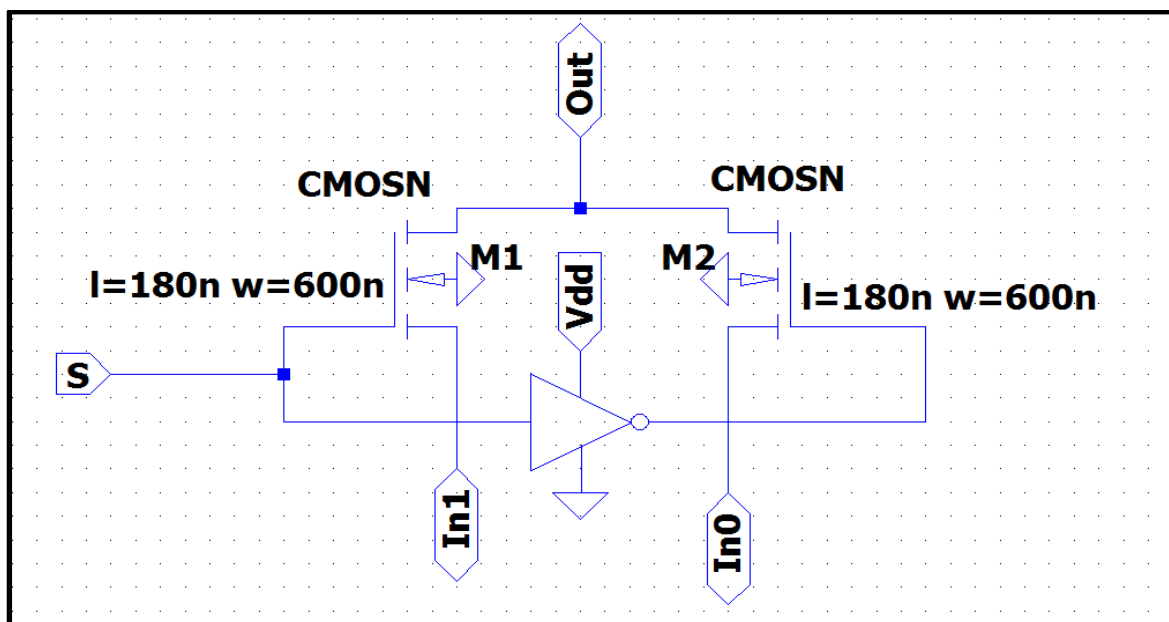 Out
CMOSN
CMOSN
M1
M2
l=180n w=600n
l=180n w=600n
Vdd
S
In1
In0